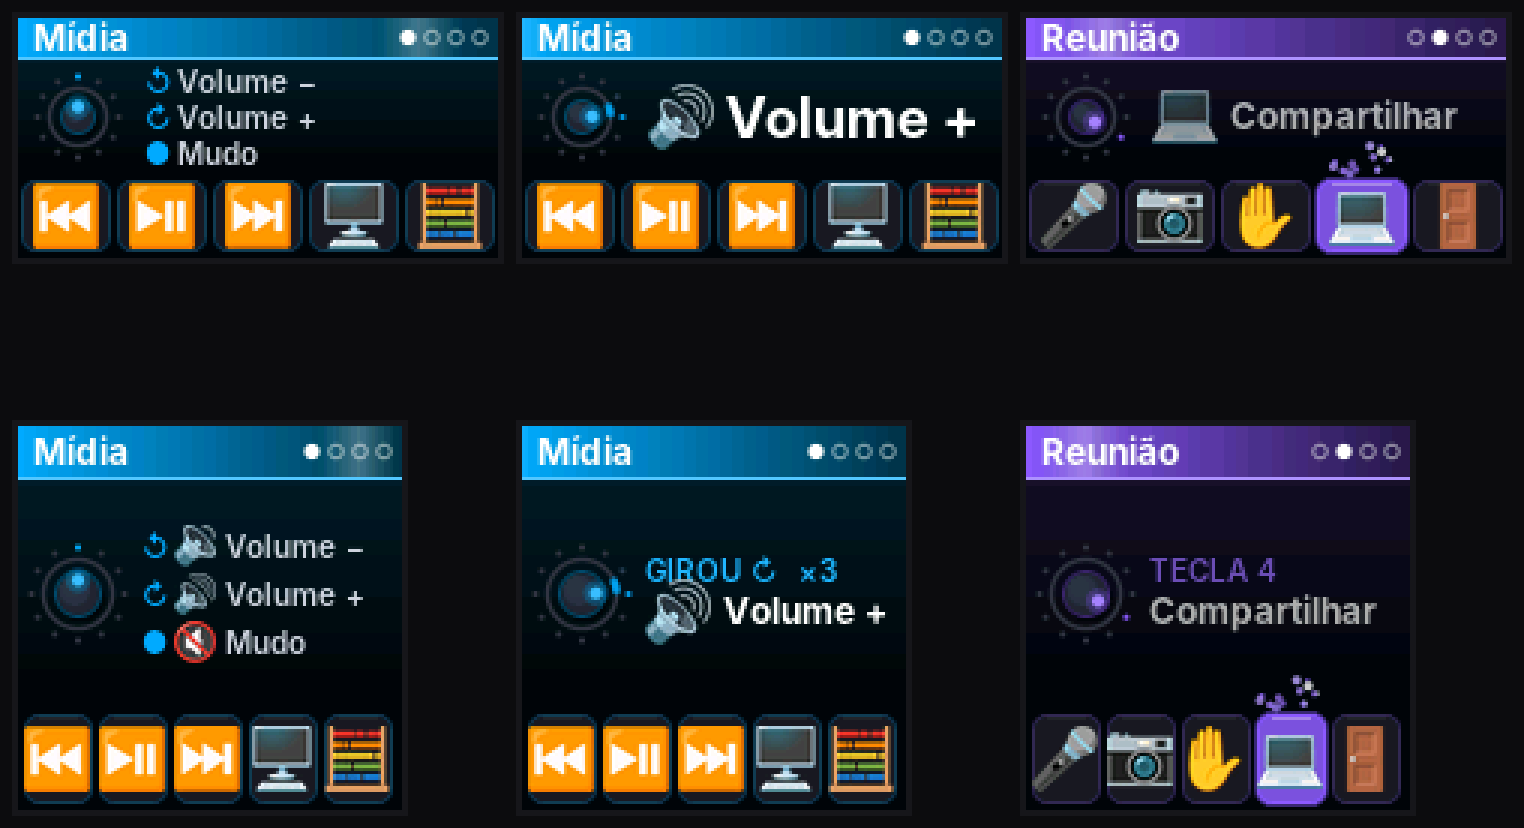 Mídia
↺ Volume –
↻ Volume +
Mudo
Mídia
Volume +
Reunião
Compartilhar
Mídia
↺ Volume –
↻ Volume +
Mudo
Mídia
GIROU ↻ ×3
Volume +
Reunião
TECLA 4
Compartilhar